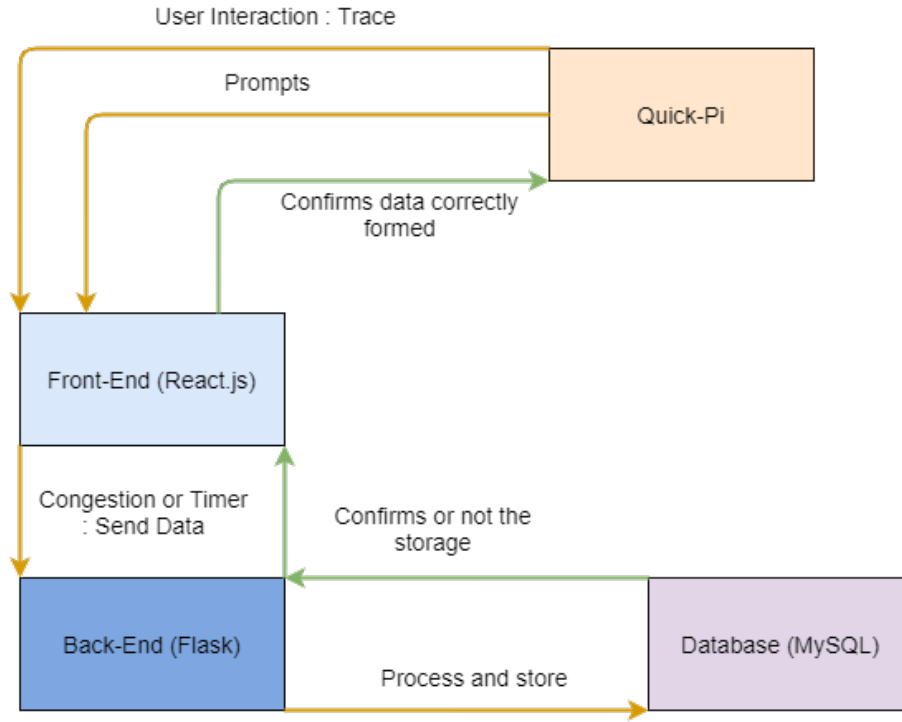 User Interaction : Trace
Prompts
Quick-Pi
Confirms data correctly
formed
Front-End (React.js)
Congestion or Timer
: Send Data
Confirms or not the
storage
Back-End (Flask)
Database (MySQL)
Process and store